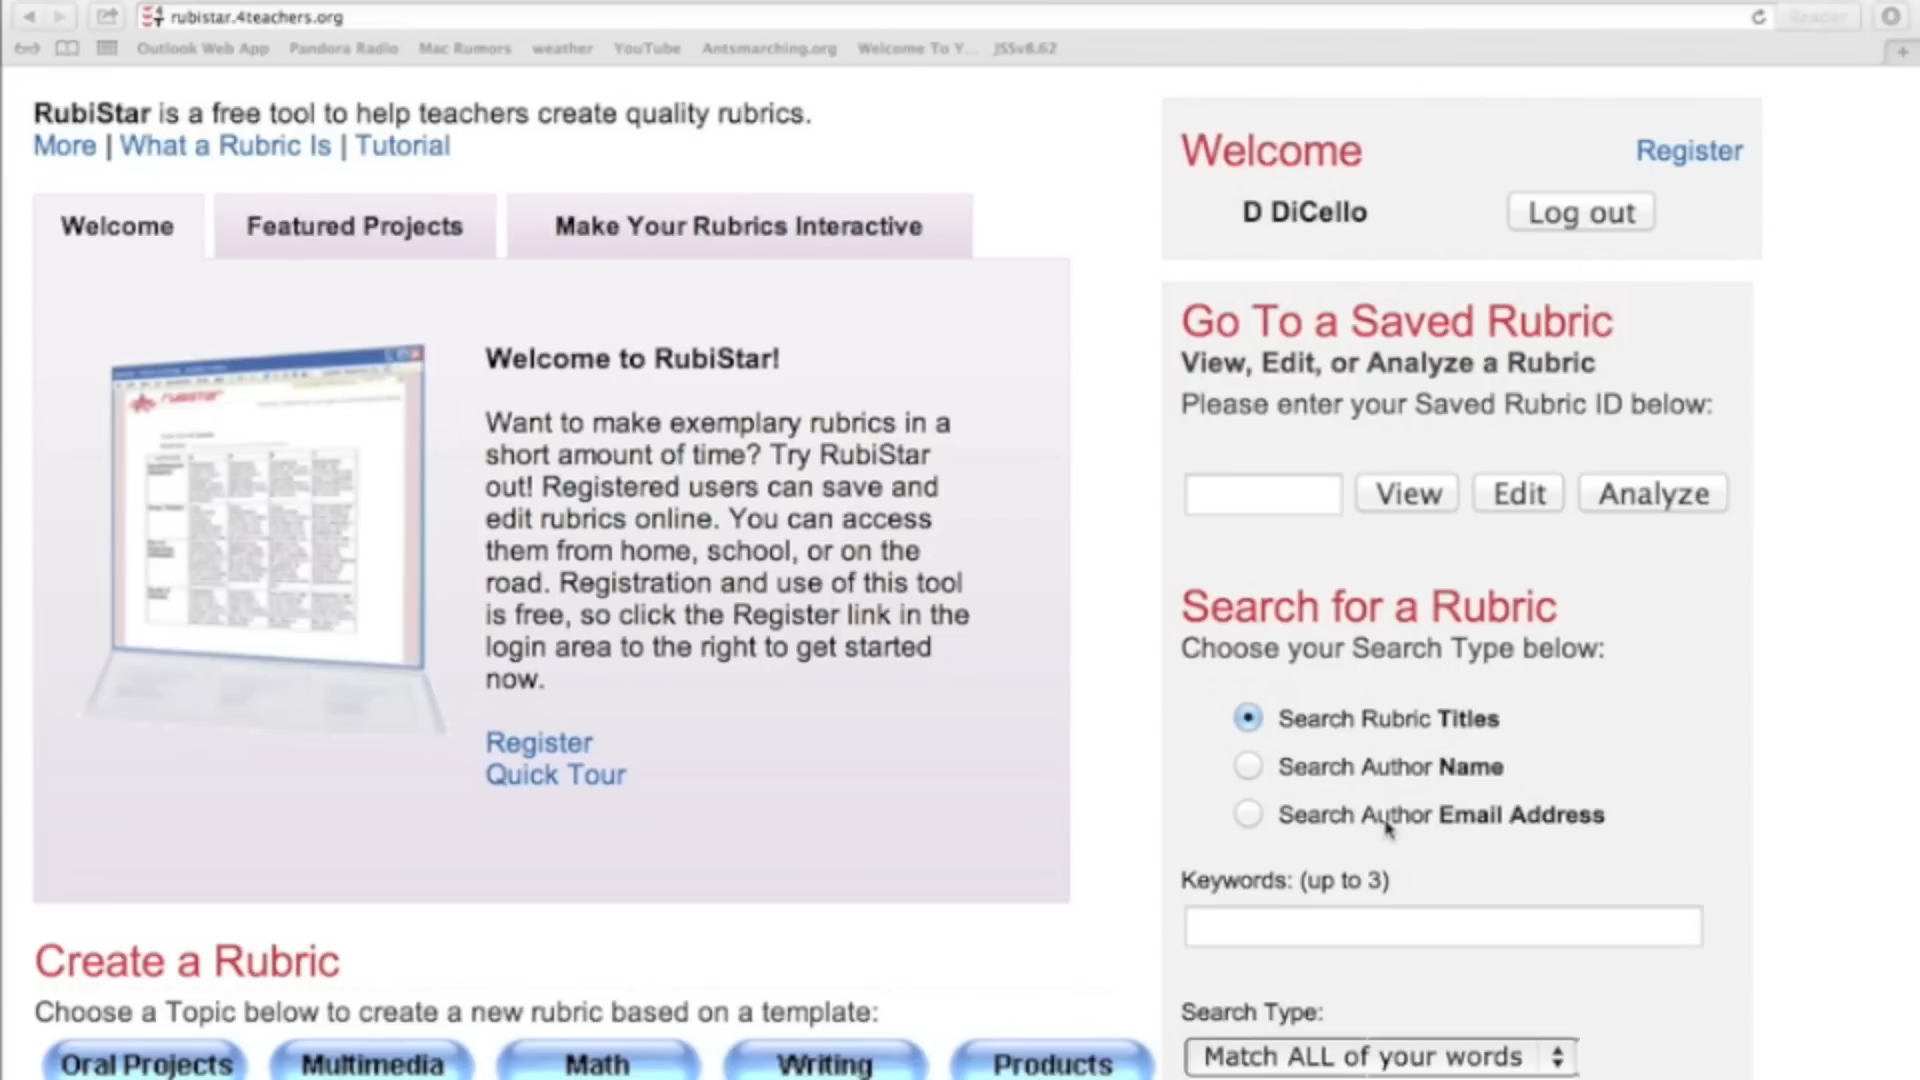 rubistar.4teachers.org
Reader
Outlook Web App Pandora Radio Mac Rumors weather YouTube Antsmarching.org Welcome To Y... JSSv8.62
RubiStar is a free tool to help teachers create quality rubrics.
More | What a Rubric Is | Tutorial
Welcome
Featured Projects
Make Your Rubrics Interactive
rubistar
Welcome to RubiStar!
Want to make exemplary rubrics in a
short amount of time? Try RubiStar
out! Registered users can save and
edit rubrics online. You can access
them from home, school, or on the
road. Registration and use of this tool
is free, so click the Register link in the
login area to the right to get started
now.
Register
Quick Tour
Create a Rubric
Choose a Topic below to create a new rubric based on a template:
Oral Projects
Multimedia
Math
Writing
Products
Welcome
Register
D DiCello
Log out
Go To a Saved Rubric
View, Edit, or Analyze a Rubric
Please enter your Saved Rubric ID below:
View
Edit
Analyze
Search for a Rubric
Choose your Search Type below:
Search Rubric Titles
Search Author Name
Search Author Email Address
Keywords: (up to 3)
Search Type:
Match ALL of your words